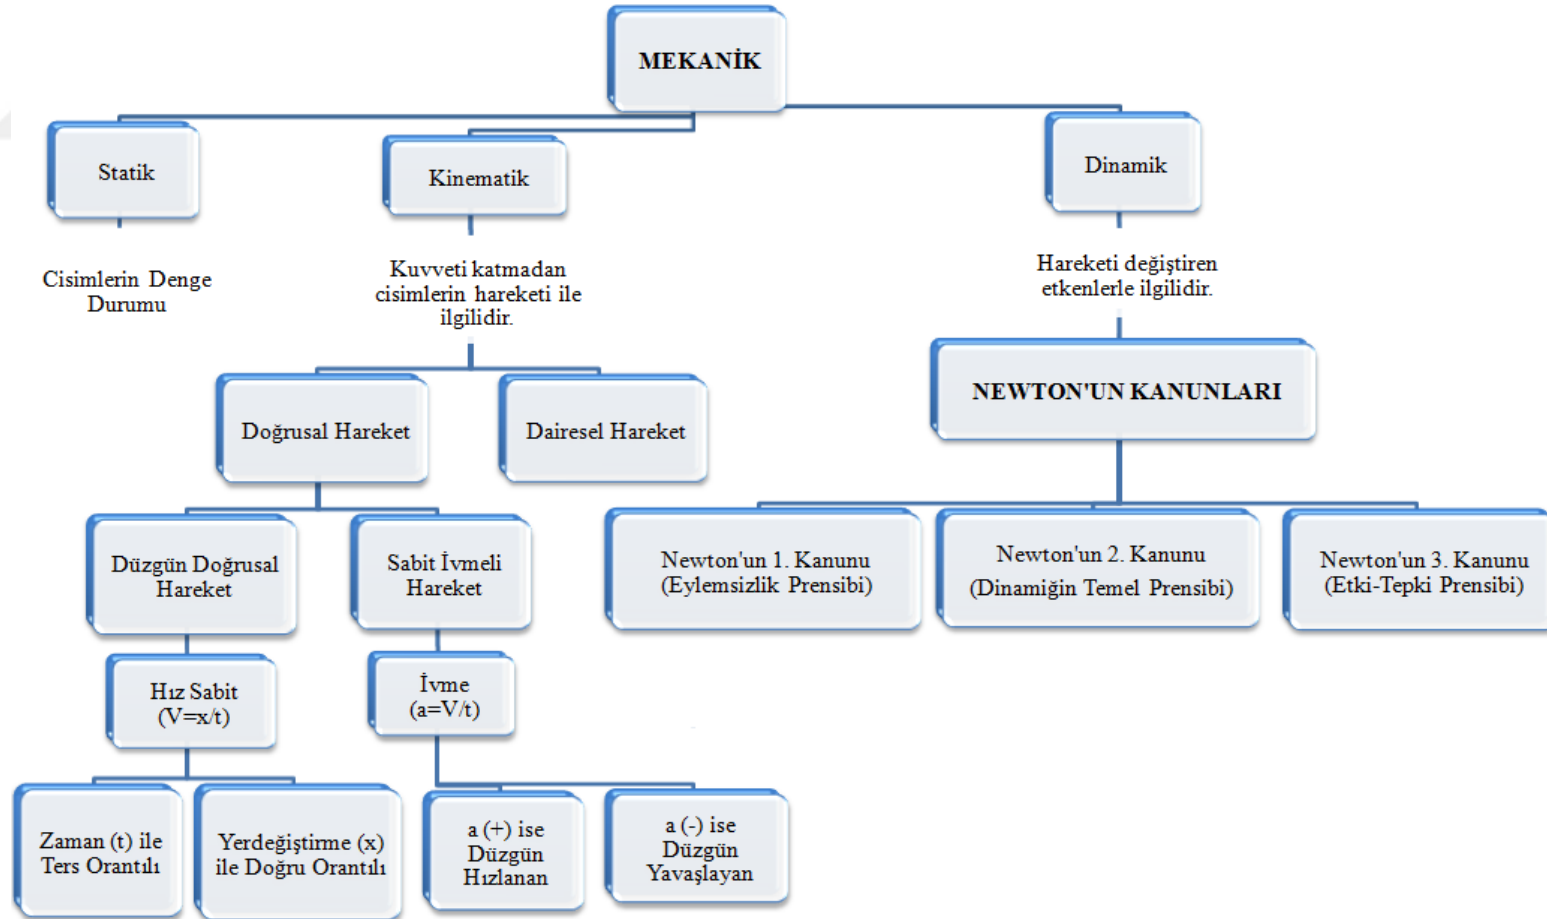 MEKANİK
Statik
Kinematik
Dinamik
Cisimlerin Denge
Durumu
Kuvveti katmadan
cisimlerin hareketi ile
ilgilidir.
Hareketi değiştiren
etkenlerle ilgilidir.
NEWTON'UN KANUNLARI
Doğrusal Hareket
Dairesel Hareket
Düzgün Doğrusal
Hareket
Sabit İvmeli
Hareket
Newton'un 1. Kanunu
(Eylemsizlik Prensibi)
Newton'un 2. Kanunu
(Dinamiğin Temel Prensibi)
Newton'un 3. Kanunu
(Etki-Tepki Prensibi)
Hız Sabit
(V=x/t)
İvme
(a=V/t)
Zaman (t) ile
Ters Orantılı
Yerdeğiştirme (x)
ile Doğru Orantılı
a (+) ise
Düzgün
Hızlanan
a (-) ise
Düzgün
Yavaşlayan